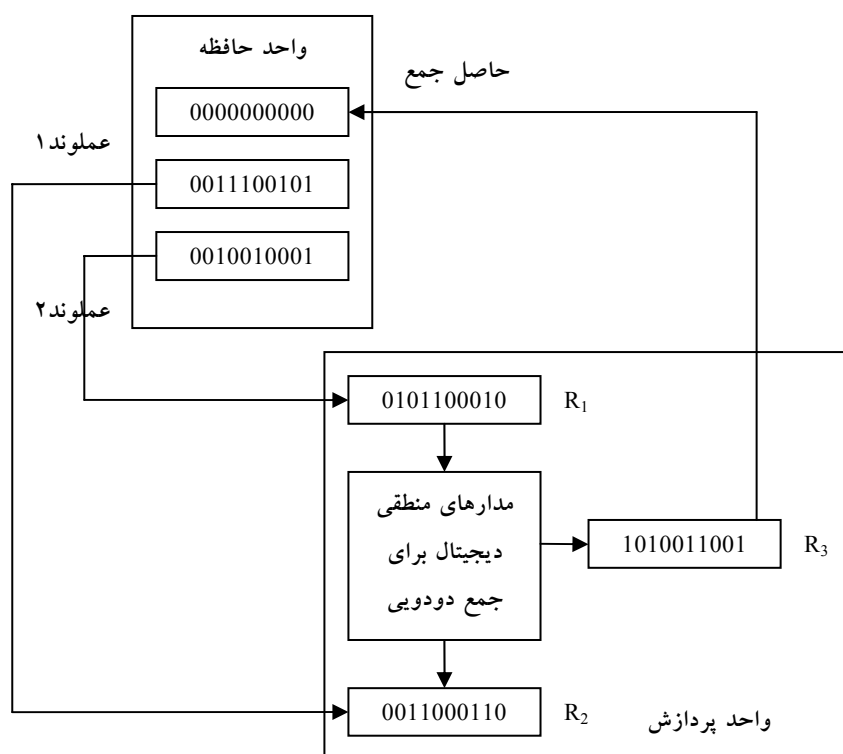 واحد حافظه
حاصل جمع
0000000000
عملوند۱
0011100101
0010010001
عملوند۲
0101100010 R₁
مدارهای منطقی
دیجیتال برای
جمع دودویی
1010011001 R₃
0011000110 R₂
واحد پردازش